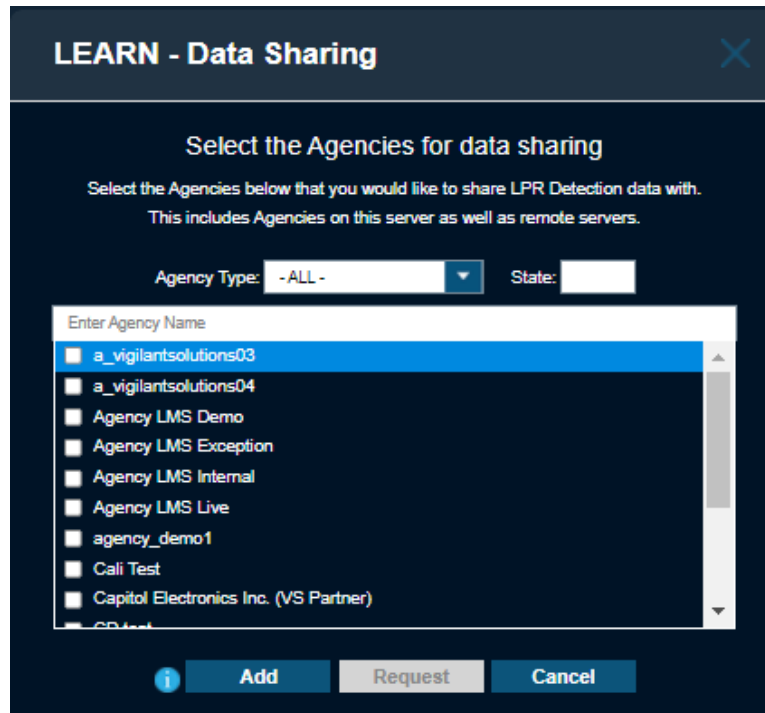 LEARN - Data Sharing
Select the Agencies for data sharing
Select the Agencies below that you would like to share LPR Detection data with.
This includes Agencies on this server as well as remote servers.
Agency Type: - ALL - State:
Enter Agency Name
a_vigilantsolutions03
a_vigilantsolutions04
Agency LMS Demo
Agency LMS Exception
Agency LMS Internal
Agency LMS Live
agency_demo1
Cali Test
Capitol Electronics Inc. (VS Partner)
Add Request Cancel